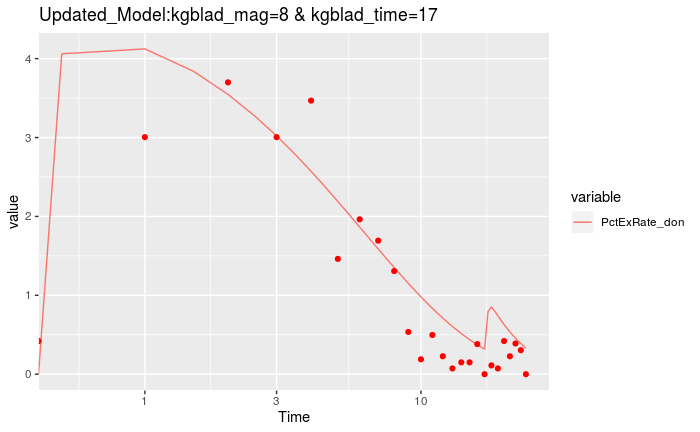 Updated_Model:kgblad_mag=8 & kgblad_time=17
4
3
2
1
0
value
1
3
10
Time
variable
PctExRate_don